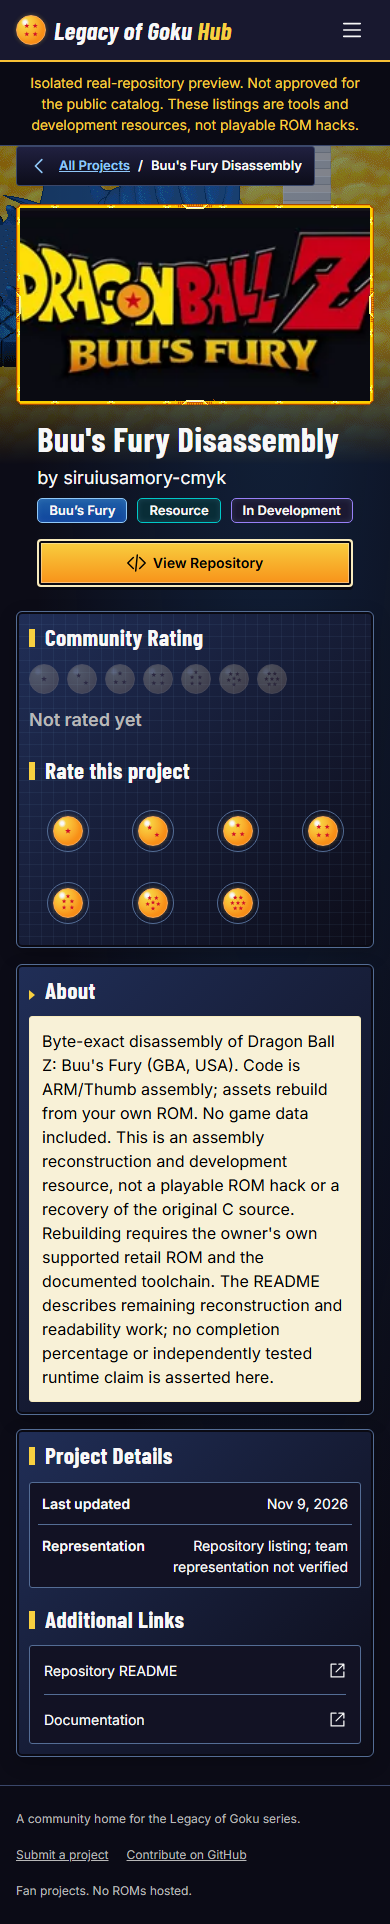 Legacy of Goku Hub
Isolated real-repository preview. Not approved for
the public catalog. These listings are tools and
development resources, not playable ROM hacks.
All Projects / Buu's Fury Disassembly
DRAGON BALL Z
BUU'S FURY
Buu's Fury Disassembly
by siruiusamory-cmyk
Buu's Fury Resource In Development
</> View Repository
Community Rating
Not rated yet
Rate this project
About
Byte-exact disassembly of Dragon Ball
Z: Buu's Fury (GBA, USA). Code is
ARM/Thumb assembly; assets rebuild
from your own ROM. No game data
included. This is an assembly
reconstruction and development
resource, not a playable ROM hack or a
recovery of the original C source.
Rebuilding requires the owner's own
supported retail ROM and the
documented toolchain. The README
describes remaining reconstruction and
readability work; no completion
percentage or independently tested
runtime claim is asserted here.
Project Details
Last updated Nov 9, 2026
Representation Repository listing; team
representation not verified
Additional Links
Repository README
Documentation
A community home for the Legacy of Goku series.
Submit a project Contribute on GitHub
Fan projects. No ROMs hosted.